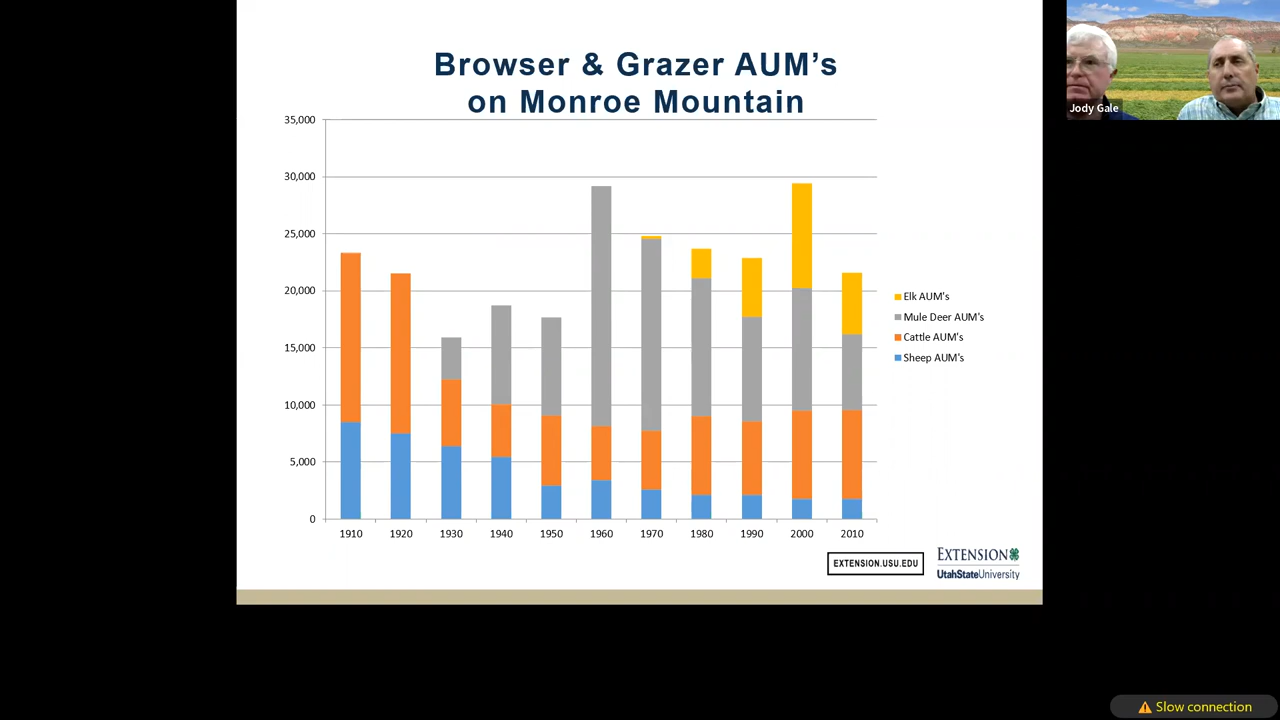 Browser & Grazer AUM's
on Monroe Mountain
35,000
30,000
25,000
20,000
15,000
10,000
5,000
0
1910 1920 1930 1940 1950 1960 1970 1980 1990 2000 2010
Elk AUM's
Mule Deer AUM's
Cattle AUM's
Sheep AUM's
EXTENSION.USU.EDU
EXTENSION
UtahStateUniversity
Jody Gale
Slow connection